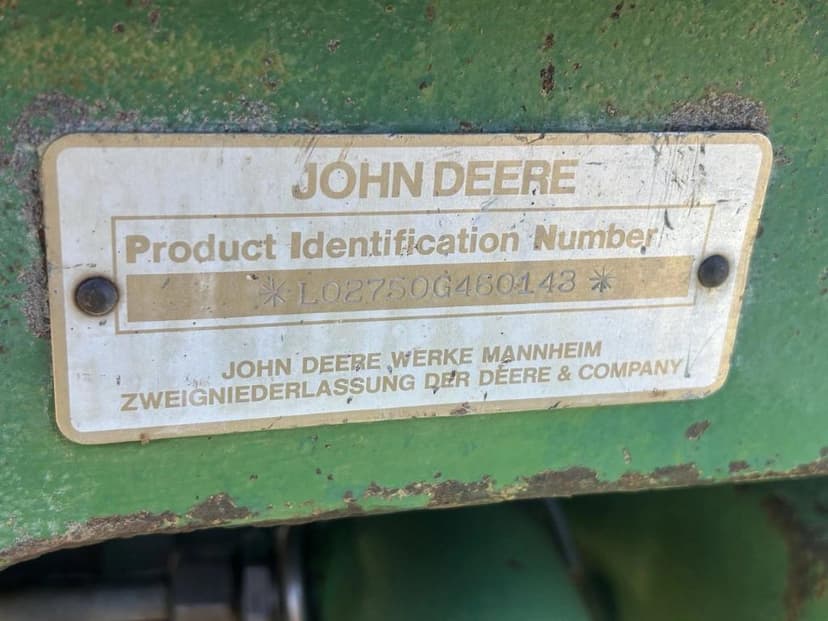 JOHN DEERE
Product Identification Number
*L02750G460143*
JOHN DEERE WERKE MANNHEIM
ZWEIGNIEDERLASSUNG DER DEERE & COMPANY